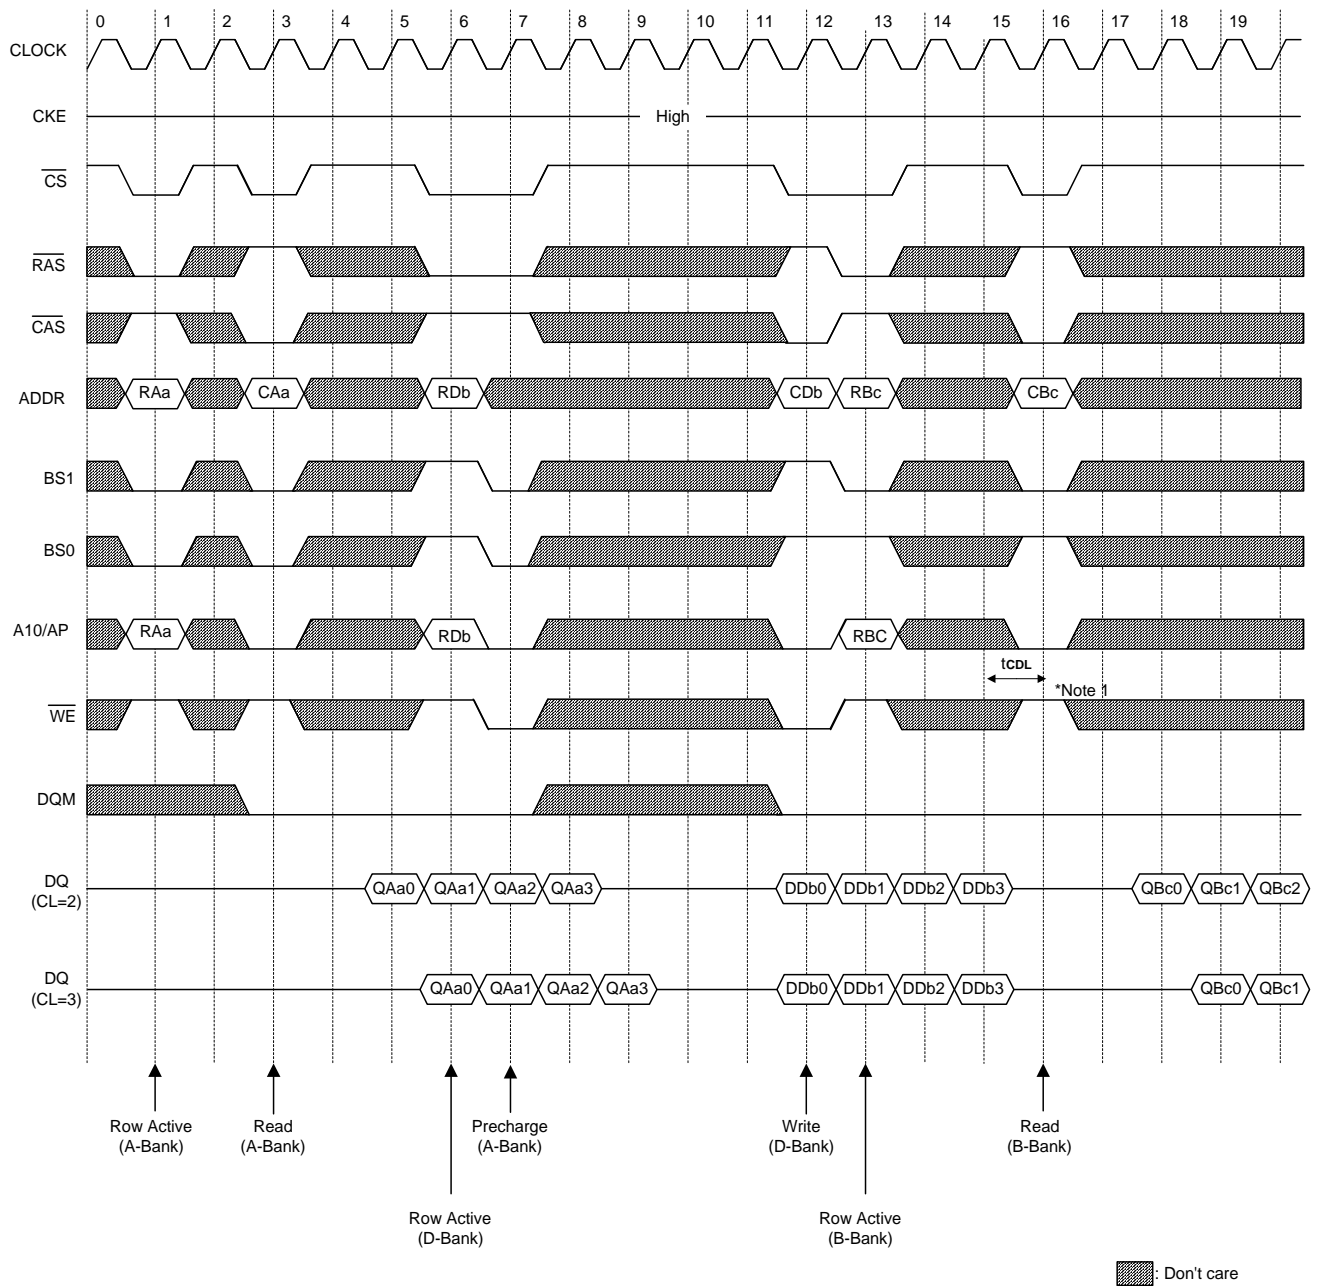 0 1 2 3 4 5 6 7 8 9 10 11 12 13 14 15 16 17 18 19
CLOCK
CKE High
CS
RAS
CAS
ADDR RAa CAa RDb CDb RBc CBc
BS1
BS0
A10/AP RAa RDb RBC
tCDL
*Note 1
WE
DQM
DQ
(CL=2)
QAa0 QAa1 QAa2 QAa3 DDb0 DDb1 DDb2 DDb3 QBc0 QBc1 QBc2
DQ
(CL=3)
QAa0 QAa1 QAa2 QAa3 DDb0 DDb1 DDb2 DDb3 QBc0 QBc1
Row Active
(A-Bank)
Read
(A-Bank)
Precharge
(A-Bank)
Write
(D-Bank)
Read
(B-Bank)
Row Active
(D-Bank)
Row Active
(B-Bank)
: Don't care